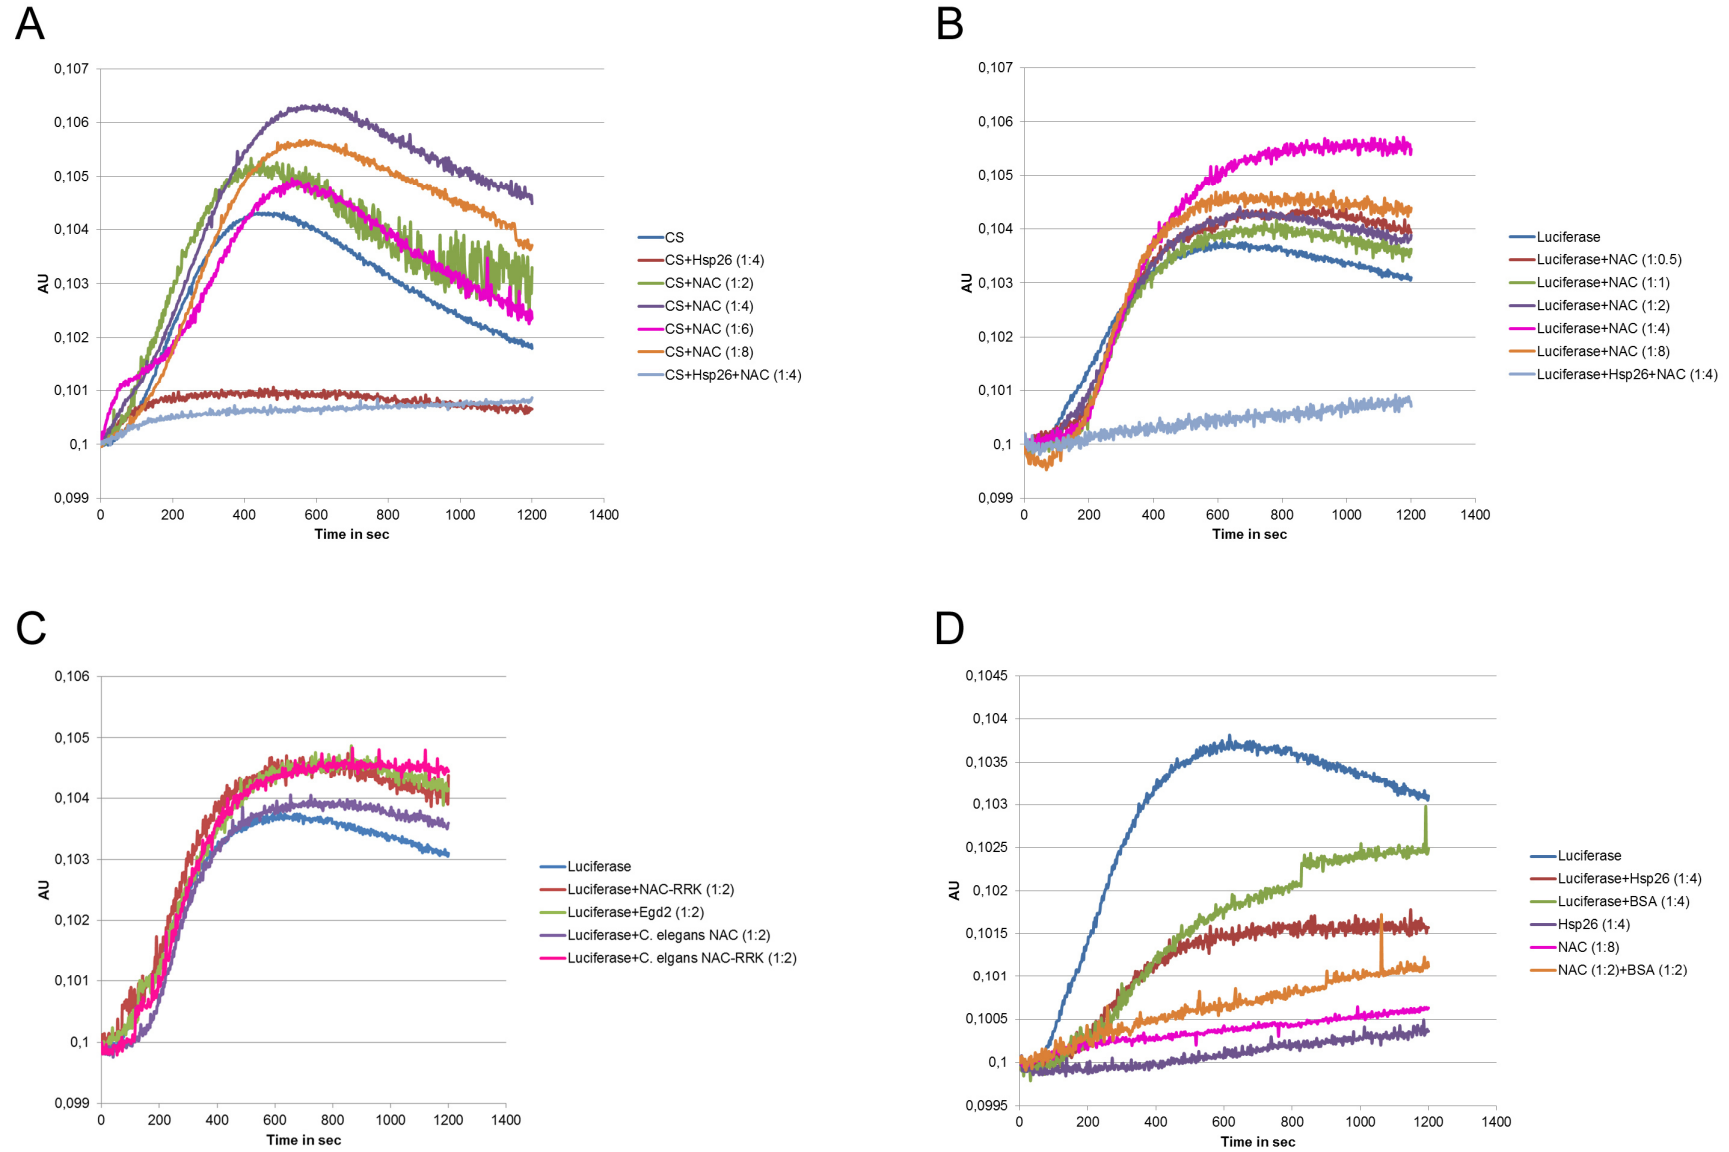 A
0,107
0,106
0,105
0,104
0,103
0,102
0,101
0,1
0,099
AU
0 200 400 600 800 1000 1200 1400
Time in sec
CS
CS+Hsp26 (1:4)
CS+NAC (1:2)
CS+NAC (1:4)
CS+NAC (1:6)
CS+NAC (1:8)
CS+Hsp26+NAC (1:4)
B
0,107
0,106
0,105
0,104
0,103
0,102
0,101
0,1
0,099
AU
0 200 400 600 800 1000 1200 1400
Time in sec
Luciferase
Luciferase+NAC (1:0.5)
Luciferase+NAC (1:1)
Luciferase+NAC (1:2)
Luciferase+NAC (1:4)
Luciferase+NAC (1:8)
Luciferase+Hsp26+NAC (1:4)
C
0,106
0,105
0,104
0,103
0,102
0,101
0,1
0,099
AU
0 200 400 600 800 1000 1200 1400
Time in sec
Luciferase
Luciferase+NAC-RRK (1:2)
Luciferase+Egd2 (1:2)
Luciferase+C. elegans NAC (1:2)
Luciferase+C. elgans NAC-RRK (1:2)
D
0,1045
0,104
0,1035
0,103
0,1025
0,102
0,1015
0,101
0,1005
0,1
0,0995
AU
0 200 400 600 800 1000 1200 1400
Time in sec
Luciferase
Luciferase+Hsp26 (1:4)
Luciferase+BSA (1:4)
Hsp26 (1:4)
NAC (1:8)
NAC (1:2)+BSA (1:2)